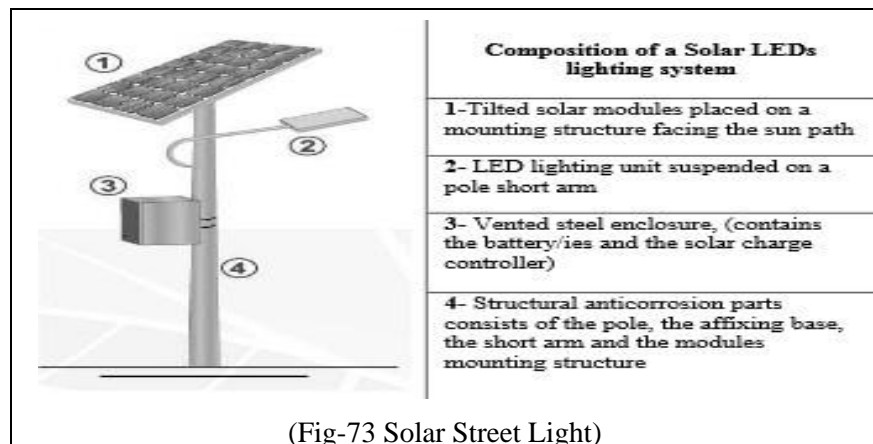 1
2
3
4
Composition of a Solar LEDs
lighting system
1-Tilted solar modules placed on a
mounting structure facing the sun path
2- LED lighting unit suspended on a
pole short arm
3- Vented steel enclosure, (contains
the battery/ies and the solar charge
controller)
4- Structural anticorrosion parts
consists of the pole, the affixing base,
the short arm and the modules
mounting structure
(Fig-73 Solar Street Light)